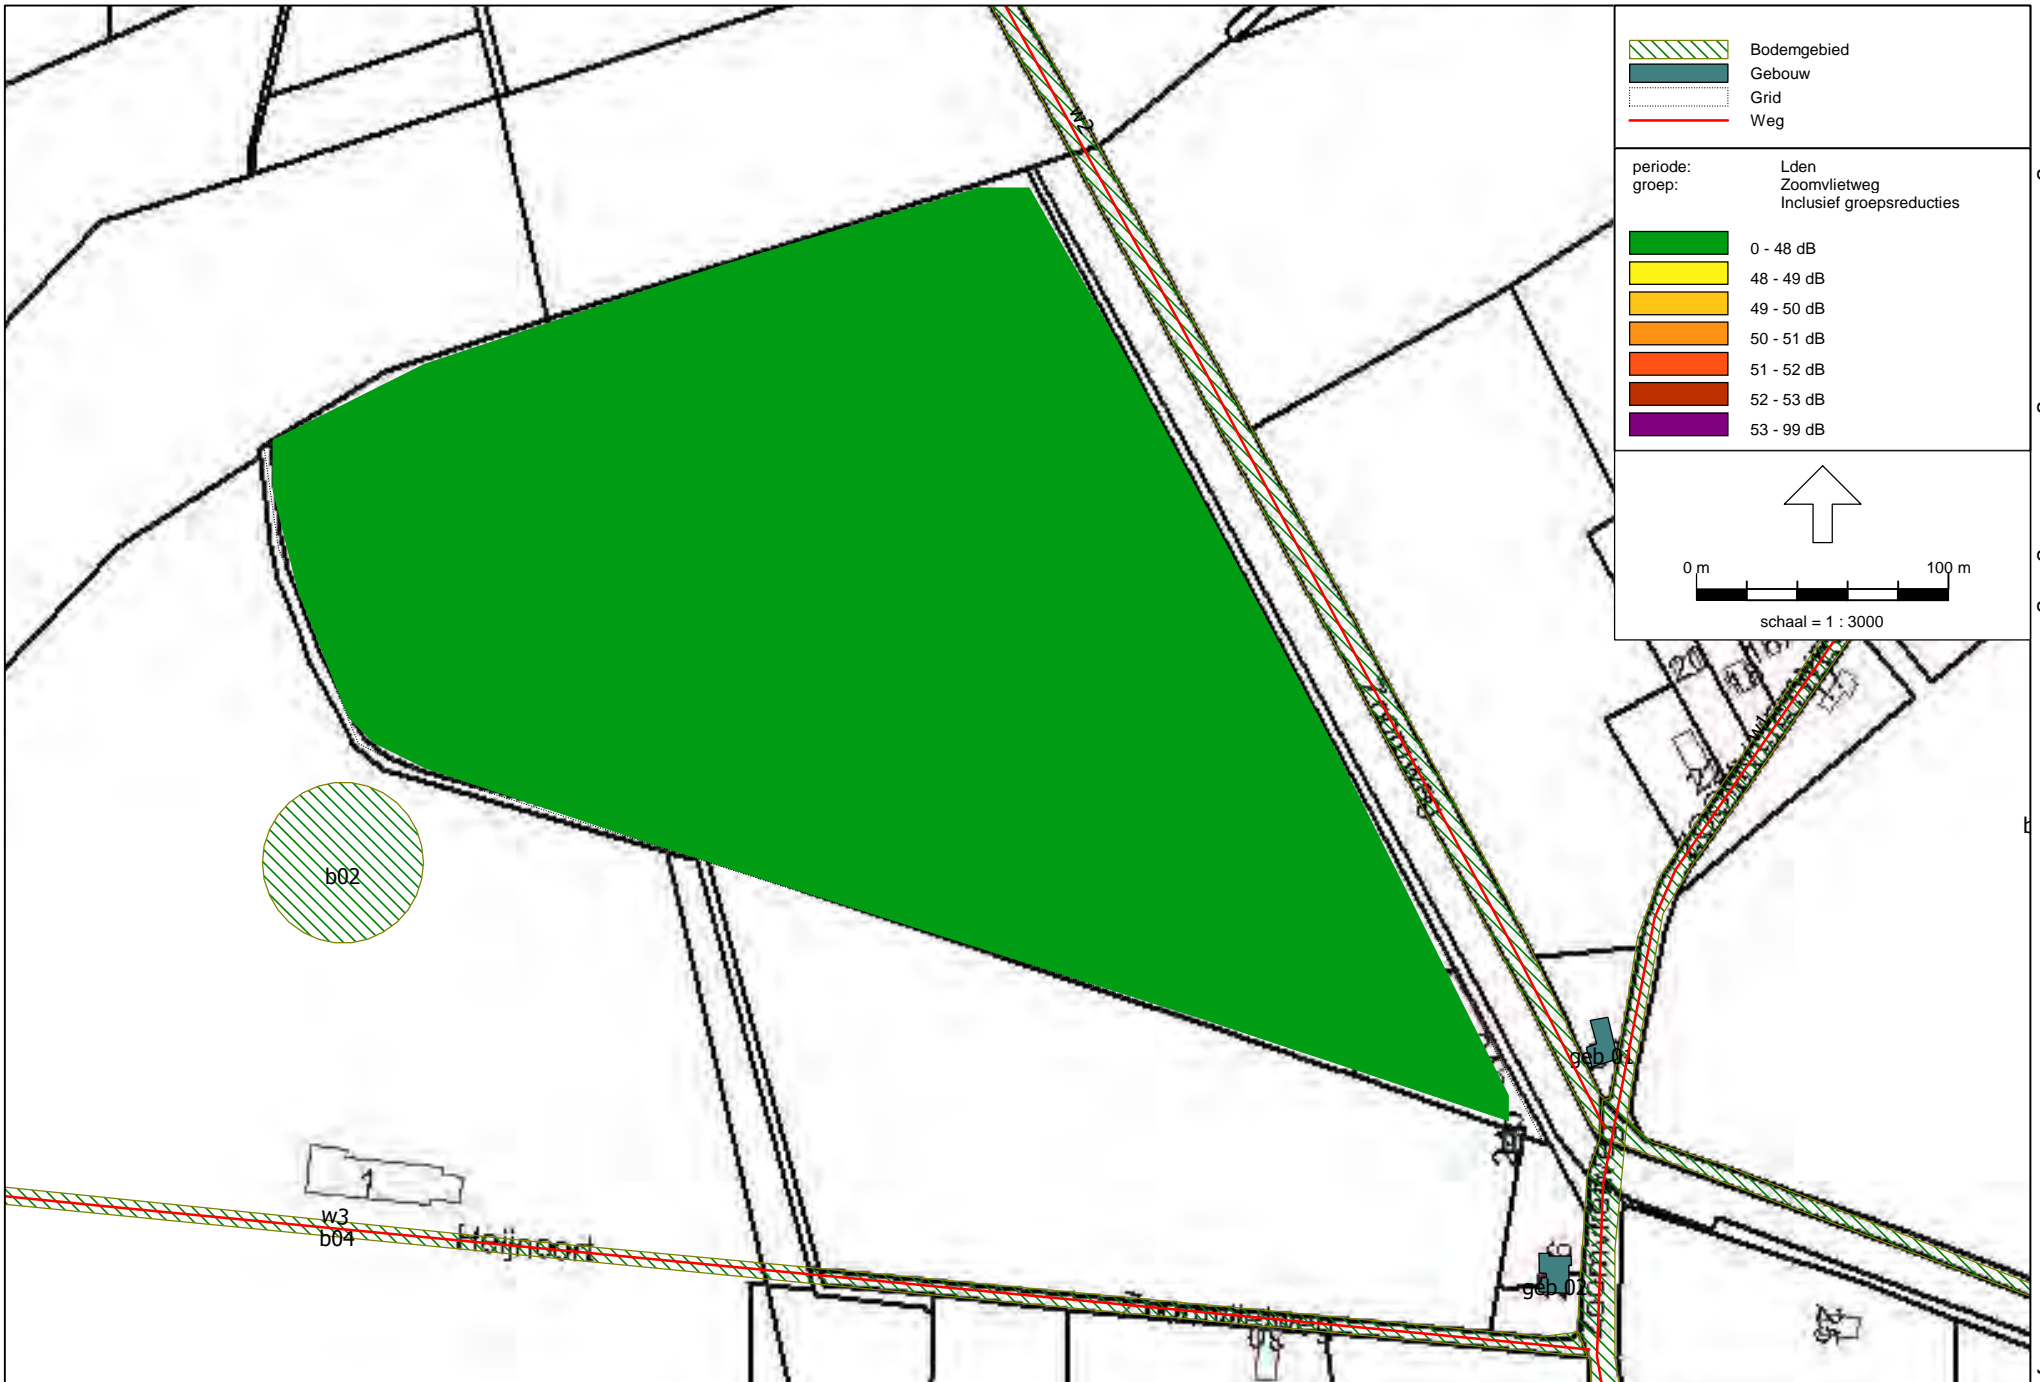 Bodemgebied
Gebouw
Grid
Weg
periode: Lden
groep: Zoomvlietweg
Inclusief groepsreducties
0 - 48 dB
48 - 49 dB
49 - 50 dB
50 - 51 dB
51 - 52 dB
52 - 53 dB
53 - 99 dB
0 m 100 m
schaal = 1 : 3000
w2
20
w1
b02
geb 01
1
w3
b04
geb 02